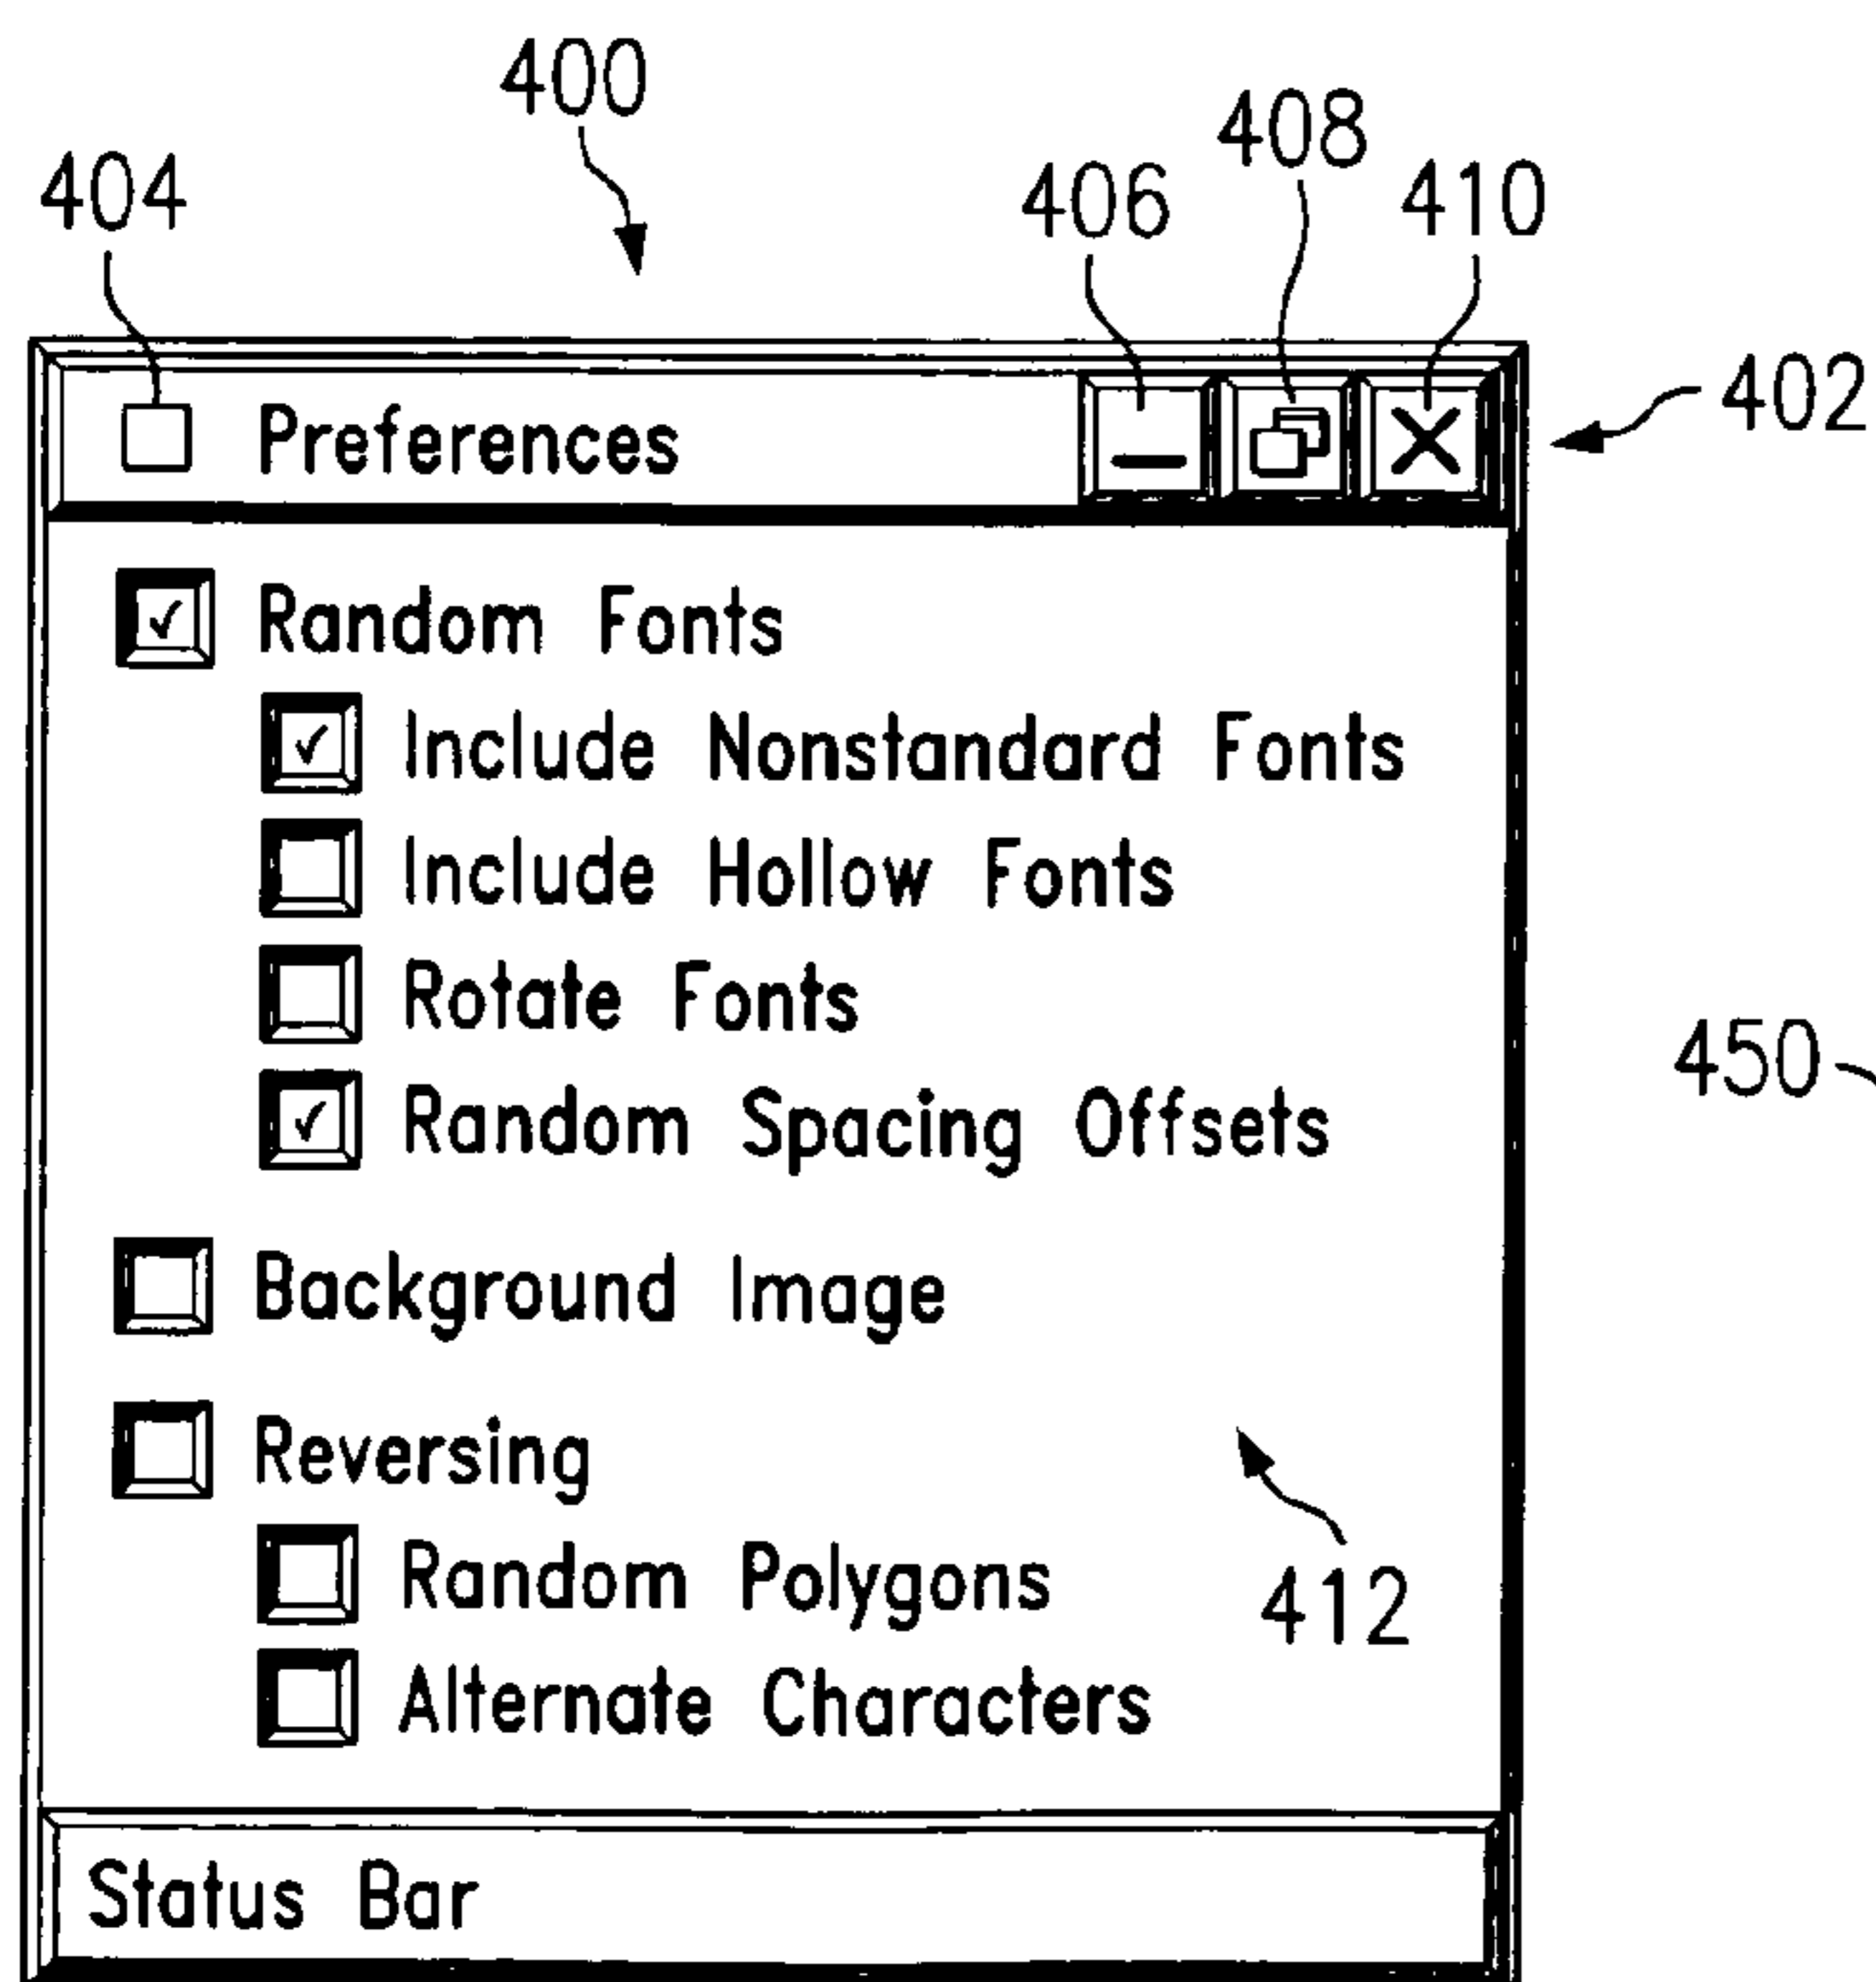 400
408
404
406
410
402
Preferences
Random Fonts
Include Nonstandard Fonts
Include Hollow Fonts
Rotate Fonts
450
Random Spacing Offsets
Background Image
Reversing
Random Polygons
412
Alternate Characters
Status Bar